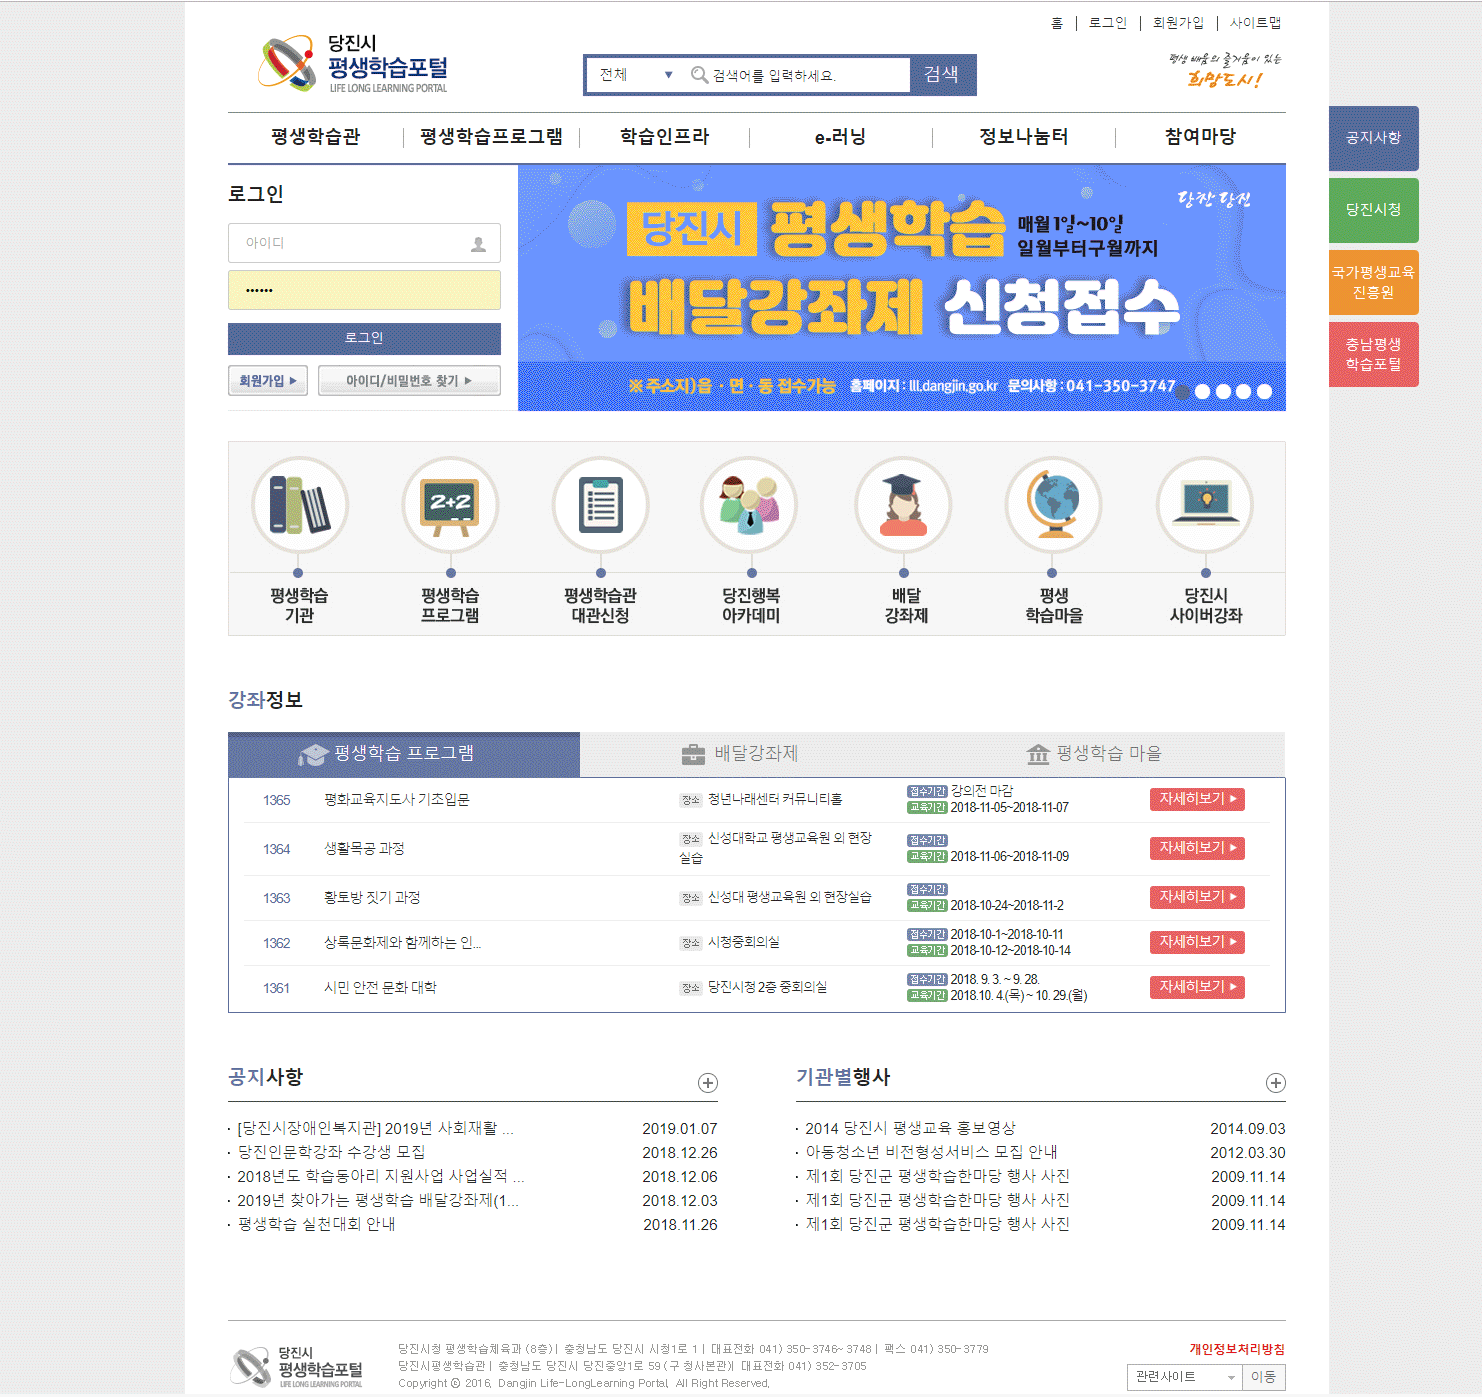 홈 | 로그인 | 회원가입 | 사이트맵
당진시
평생학습포털
LIFE LONG LEARNING PORTAL
전체 ▼ 검색어를 입력하세요. 검색
평생 배움의 즐거움이 있는
희망도시!
평생학습관 | 평생학습프로그램 | 학습인프라 | e-러닝 | 정보나눔터 | 참여마당
공지사항
당진시청
국가평생교육
진흥원
충남평생
학습포털
로그인
아이디
••••••
로그인
회원가입 ▶ 아이디/비밀번호 찾기 ▶
당찬 당진
당진시 평생학습 매월 1일~10일
일월부터구월까지
배달강좌제 신청접수
※주소지)읍 · 면 · 동 접수가능 홈페이지 : lll.dangjin.go.kr 문의사항 : 041-350-3747
2+2
평생학습
기관
평생학습
프로그램
평생학습관
대관신청
당진행복
아카데미
배달
강좌제
평생
학습마을
당진시
사이버강좌
강좌정보
평생학습 프로그램 배달강좌제 평생학습 마을
1365 평화교육지도사 기초입문 장소 청년나래센터 커뮤니티홀 접수기간 강의전 마감
교육기간 2018-11-05~2018-11-07 자세히보기 ▶
1364 생활목공 과정 장소 신성대학교 평생교육원 외 현장
실습 접수기간
교육기간 2018-11-06~2018-11-09 자세히보기 ▶
1363 황토방 짓기 과정 장소 신성대 평생교육원 외 현장실습 접수기간
교육기간 2018-10-24~2018-11-2 자세히보기 ▶
1362 상록문화제와 함께하는 인... 장소 시청중회의실 접수기간 2018-10-1~2018-10-11
교육기간 2018-10-12~2018-10-14 자세히보기 ▶
1361 시민 안전 문화 대학 장소 당진시청 2층 중회의실 접수기간 2018. 9. 3. ~ 9. 28.
교육기간 2018.10. 4.(목) ~ 10. 29.(월) 자세히보기 ▶
공지사항
· [당진시장애인복지관] 2019년 사회재활 ... 2019.01.07
· 당진인문학강좌 수강생 모집 2018.12.26
· 2018년도 학습동아리 지원사업 사업실적 ... 2018.12.06
· 2019년 찾아가는 평생학습 배달강좌제(1... 2018.12.03
· 평생학습 실천대회 안내 2018.11.26
기관별행사
· 2014 당진시 평생교육 홍보영상 2014.09.03
· 아동청소년 비전형성서비스 모집 안내 2012.03.30
· 제1회 당진군 평생학습한마당 행사 사진 2009.11.14
· 제1회 당진군 평생학습한마당 행사 사진 2009.11.14
· 제1회 당진군 평생학습한마당 행사 사진 2009.11.14
당진시
평생학습포털
LIFE LONG LEARNING PORTAL
당진시청 평생학습체육과 (8층) | 충청남도 당진시 시청1로 1 | 대표전화 041) 350-3746~ 3748 | 팩스 041) 350-3779
당진시평생학습관 | 충청남도 당진시 당진중앙1로 59 (구 청사본관)| 대표전화 041) 352-3705
Copyright ⓒ 2016. Dangjin Life-LongLearning Portal. All Right Reserved.
개인정보처리방침
관련사이트 이동